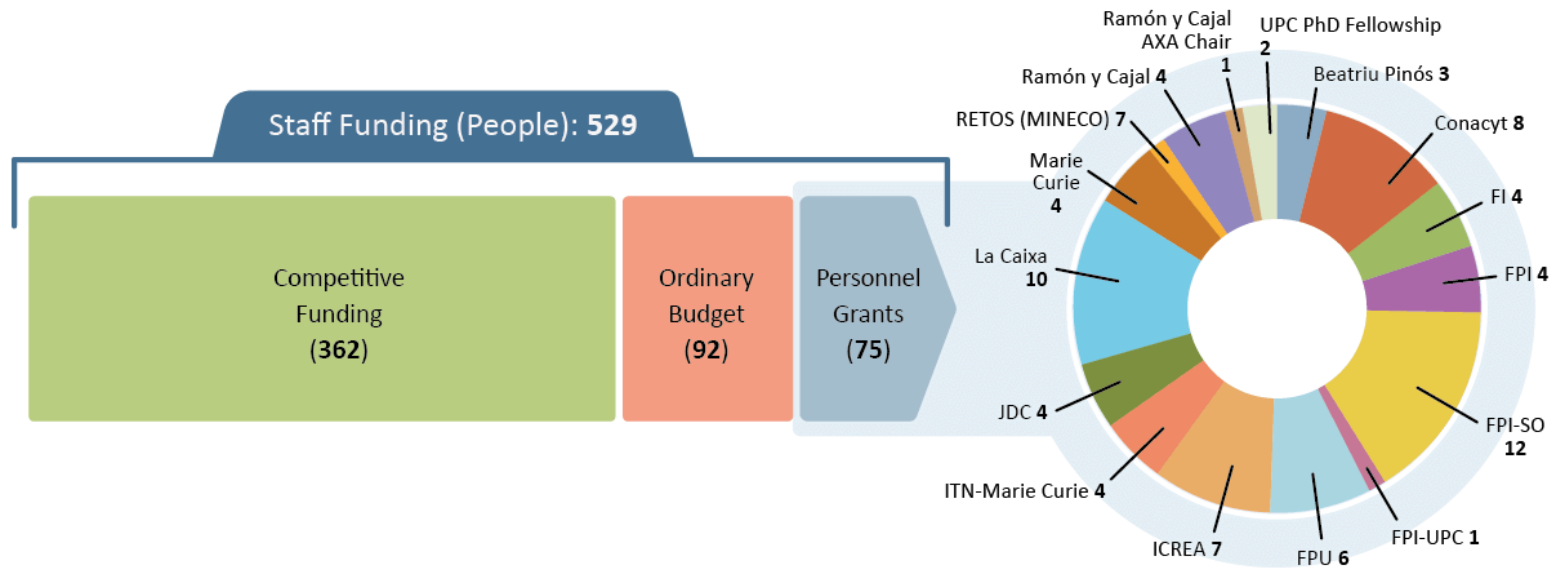 Staff Funding (People): 529
Competitive
Funding
(362)
Ordinary
Budget
(92)
Personnel
Grants
(75)
Ramón y Cajal
AXA Chair
1
UPC PhD Fellowship
2
Beatriu Pinós 3
Conacyt 8
FI 4
FPI 4
FPI-SO
12
FPI-UPC 1
FPU 6
ICREA 7
ITN-Marie Curie 4
JDC 4
La Caixa
10
Marie
Curie
4
RETOS (MINECO) 7
Ramón y Cajal 4